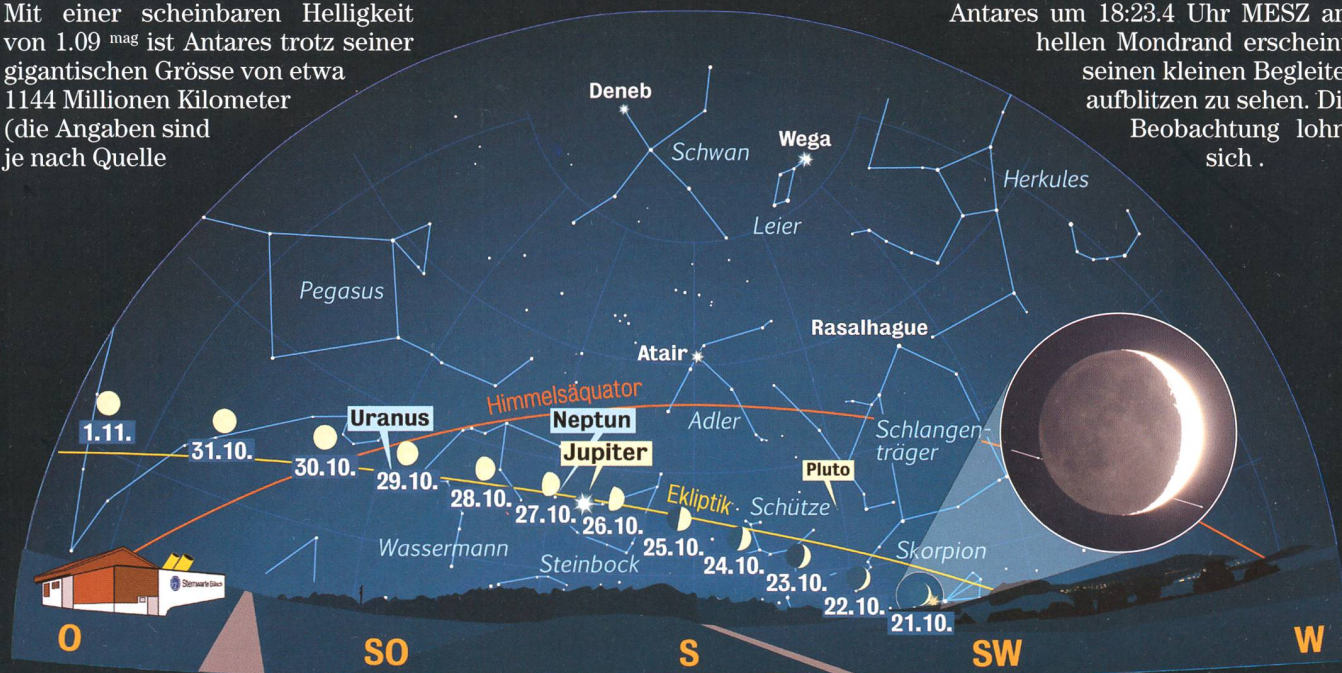 Mit einer scheinbaren Helligkeit
von 1.09 mag ist Antares trotz seiner
gigantischen Grösse von etwa
1144 Millionen Kilometer
(die Angaben sind
je nach Quelle
Antares um 18:23.4 Uhr MESZ am
hellen Mondrand erscheint
seinen kleinen Begleite
aufblitzen zu sehen. Di
Beobachtung lohn
sich .
Deneb
Schwan
Wega
Leier
Herkules
Pegasus
Rasalhague
Atair
Himmelsäquator
Adler
Uranus
Neptun
Jupiter
Schlangen-
träger
Pluto
Ekliptik
Schütze
Wassermann
Steinbock
Skorpion
1.11.
31.10.
30.10.
29.10.
28.10.
27.10.
26.10.
25.10.
24.10.
23.10.
22.10.
21.10.
Sternwarte Bülach
O
SO
S
SW
W